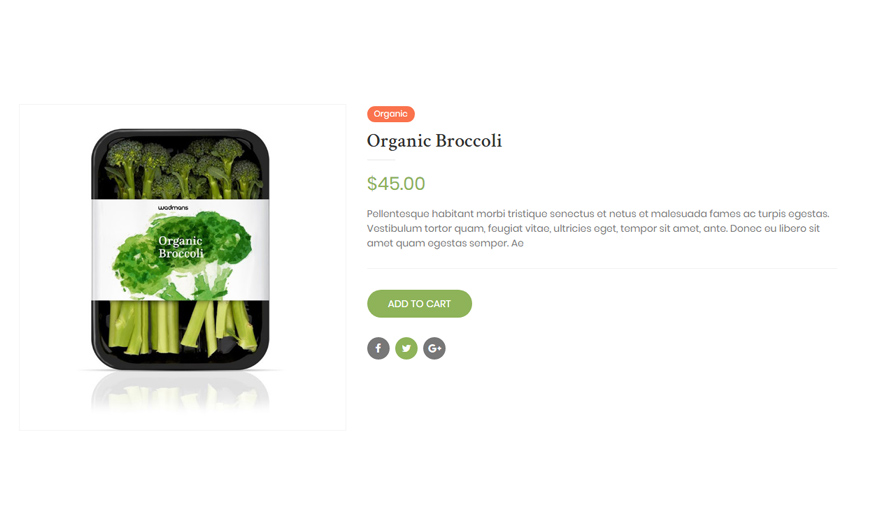 Organic
Organic Broccoli
$45.00
Pellentesque habitant morbi tristique senectus et netus et malesuada fames ac turpis egestas.
Vestibulum tortor quam, feugiat vitae, ultricies eget, tempor sit amet, ante. Donec eu libero sit
amet quam egestas semper. Ae
ADD TO CART
f
G+
wadmans
Organic
Broccoli